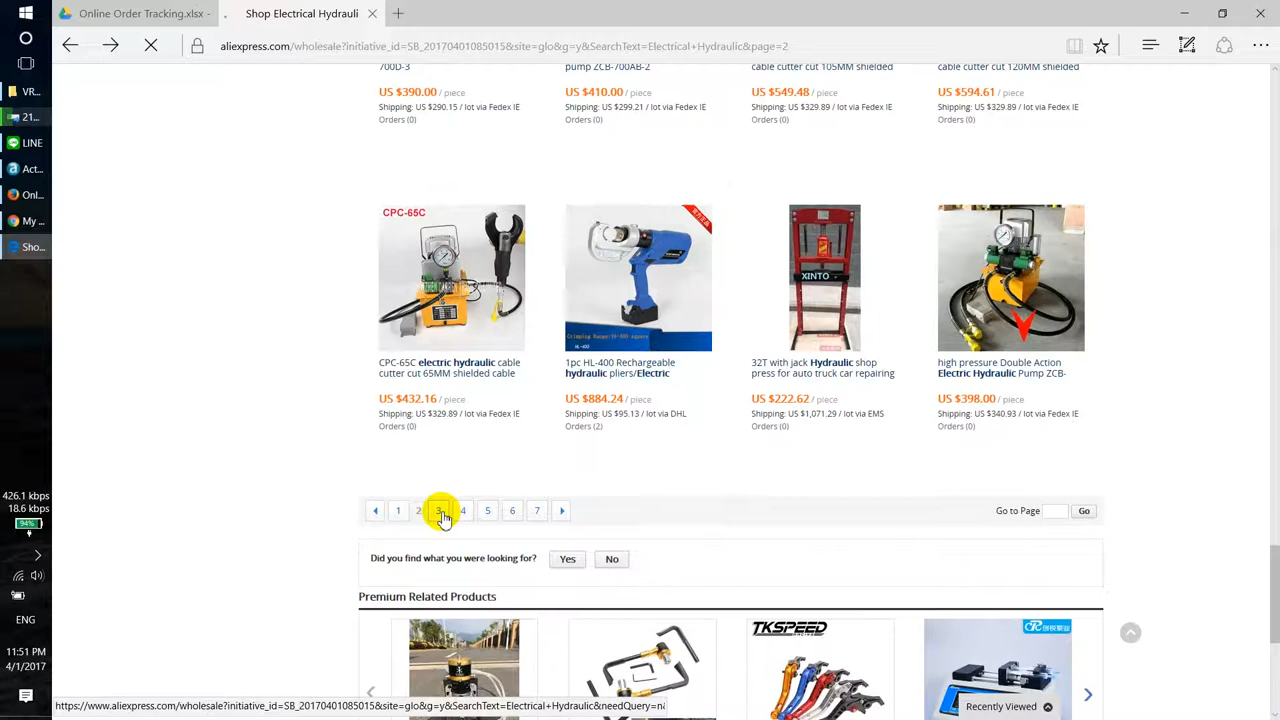 Online Order Tracking.xlsx -
Shop Electrical Hydrauli
aliexpress.com/wholesale?initiative_id=SB_20170401085015&site=glo&g=y&SearchText=Electrical+Hydraulic&page=2
VR...
21...
LINE
Act...
Onl...
My ...
Sho...
426.1 kbps
18.6 kbps
94%
ENG
11:51 PM
4/1/2017
700D-3
pump ZCB-700AB-2
cable cutter cut 105MM shielded
cable cutter cut 120MM shielded
US $390.00 / piece
US $410.00 / piece
US $549.48 / piece
US $594.61 / piece
Shipping: US $290.15 / lot via Fedex IE
Shipping: US $299.21 / lot via Fedex IE
Shipping: US $329.89 / lot via Fedex IE
Shipping: US $329.89 / lot via Fedex IE
Orders (0)
Orders (0)
Orders (0)
Orders (0)
CPC-65C
HL-400
XINTO
CPC-65C electric hydraulic cable
cutter cut 65MM shielded cable
1pc HL-400 Rechargeable
hydraulic pliers/Electric
32T with jack Hydraulic shop
press for auto truck car repairing
high pressure Double Action
Electric Hydraulic Pump ZCB-
US $432.16 / piece
US $884.24 / piece
US $222.62 / piece
US $398.00 / piece
Shipping: US $329.89 / lot via Fedex IE
Shipping: US $95.13 / lot via DHL
Shipping: US $1,071.29 / lot via EMS
Shipping: US $340.93 / lot via Fedex IE
Orders (0)
Orders (2)
Orders (0)
Orders (0)
1 2 3 4 5 6 7
Go to Page Go
Did you find what you were looking for? Yes No
Premium Related Products
TKSPEED
Recently Viewed
https://www.aliexpress.com/wholesale?initiative_id=SB_20170401085015&site=glo&g=y&SearchText=Electrical+Hydraulic&needQuery=n